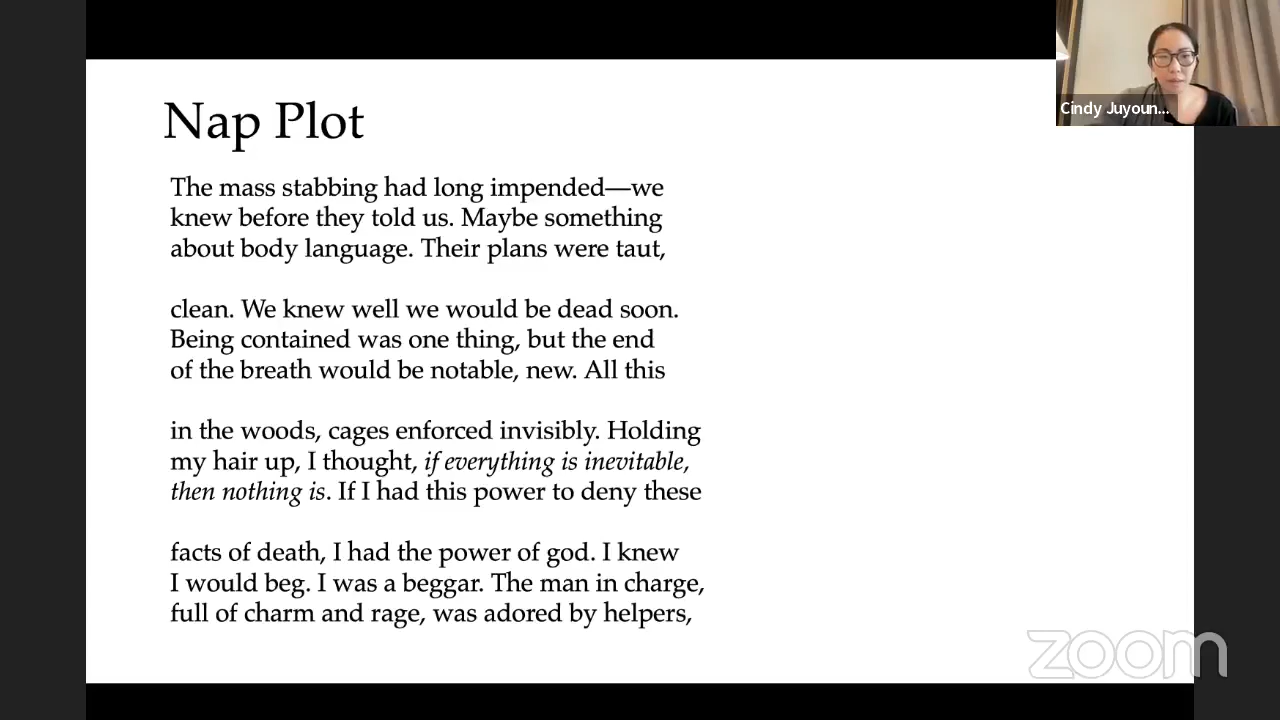 Nap Plot
The mass stabbing had long impended—we
knew before they told us. Maybe something
about body language. Their plans were taut,
clean. We knew well we would be dead soon.
Being contained was one thing, but the end
of the breath would be notable, new. All this
in the woods, cages enforced invisibly. Holding
my hair up, I thought, if everything is inevitable,
then nothing is. If I had this power to deny these
facts of death, I had the power of god. I knew
I would beg. I was a beggar. The man in charge,
full of charm and rage, was adored by helpers,
Cindy Juyoun...
zoom